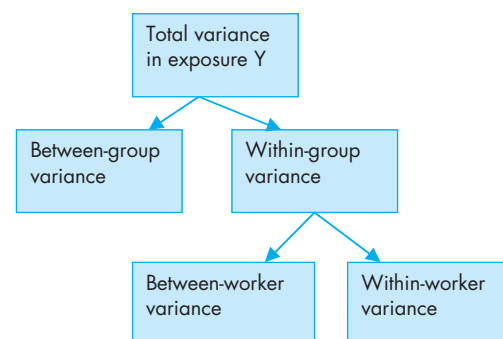 Total variance
in exposure Y
Between-group
variance
Within-group
variance
Between-worker
variance
Within-worker
variance